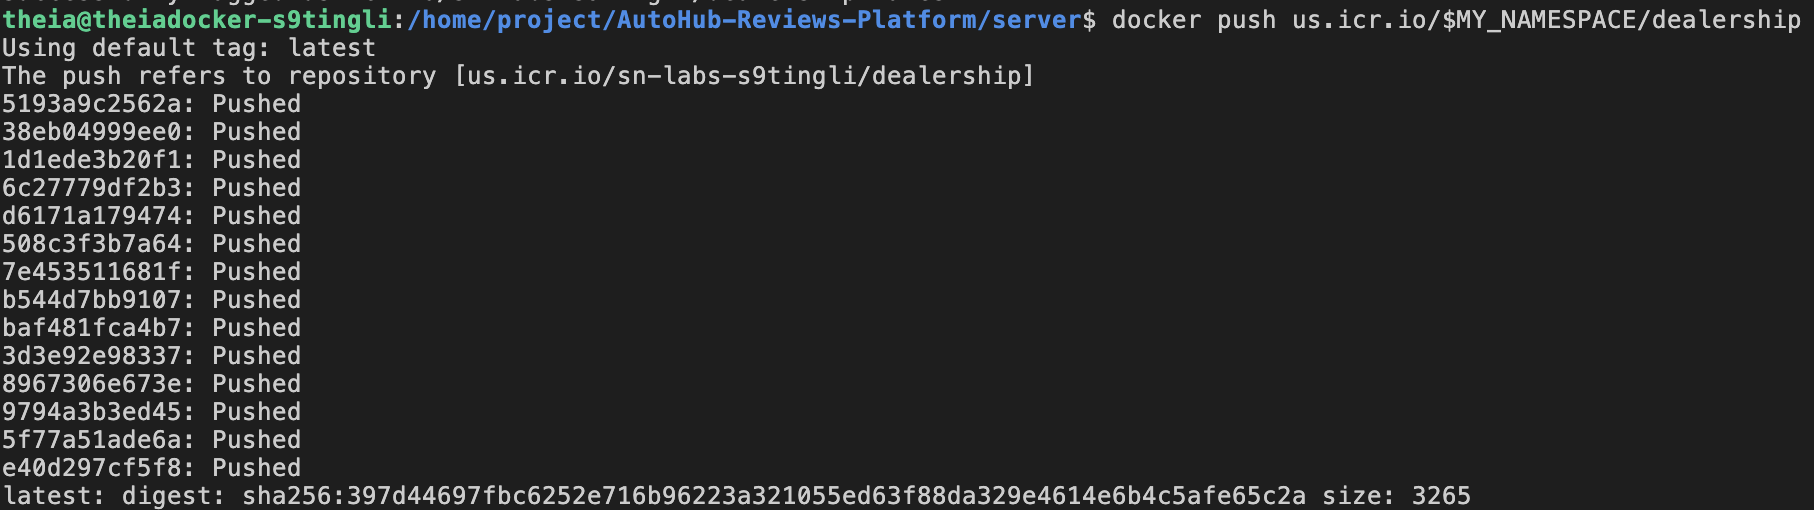 theia@theiadocker-s9tingli:/home/project/AutoHub-Reviews-Platform/server$ docker push us.icr.io/$MY_NAMESPACE/dealership
Using default tag: latest
The push refers to repository [us.icr.io/sn-labs-s9tingli/dealership]
5193a9c2562a: Pushed
38eb04999ee0: Pushed
1d1ede3b20f1: Pushed
6c27779df2b3: Pushed
d6171a179474: Pushed
508c3f3b7a64: Pushed
7e453511681f: Pushed
b544d7bb9107: Pushed
baf481fca4b7: Pushed
3d3e92e98337: Pushed
8967306e673e: Pushed
9794a3b3ed45: Pushed
5f77a51ade6a: Pushed
e40d297cf5f8: Pushed
latest: digest: sha256:397d44697fbc6252e716b96223a321055ed63f88da329e4614e6b4c5afe65c2a size: 3265